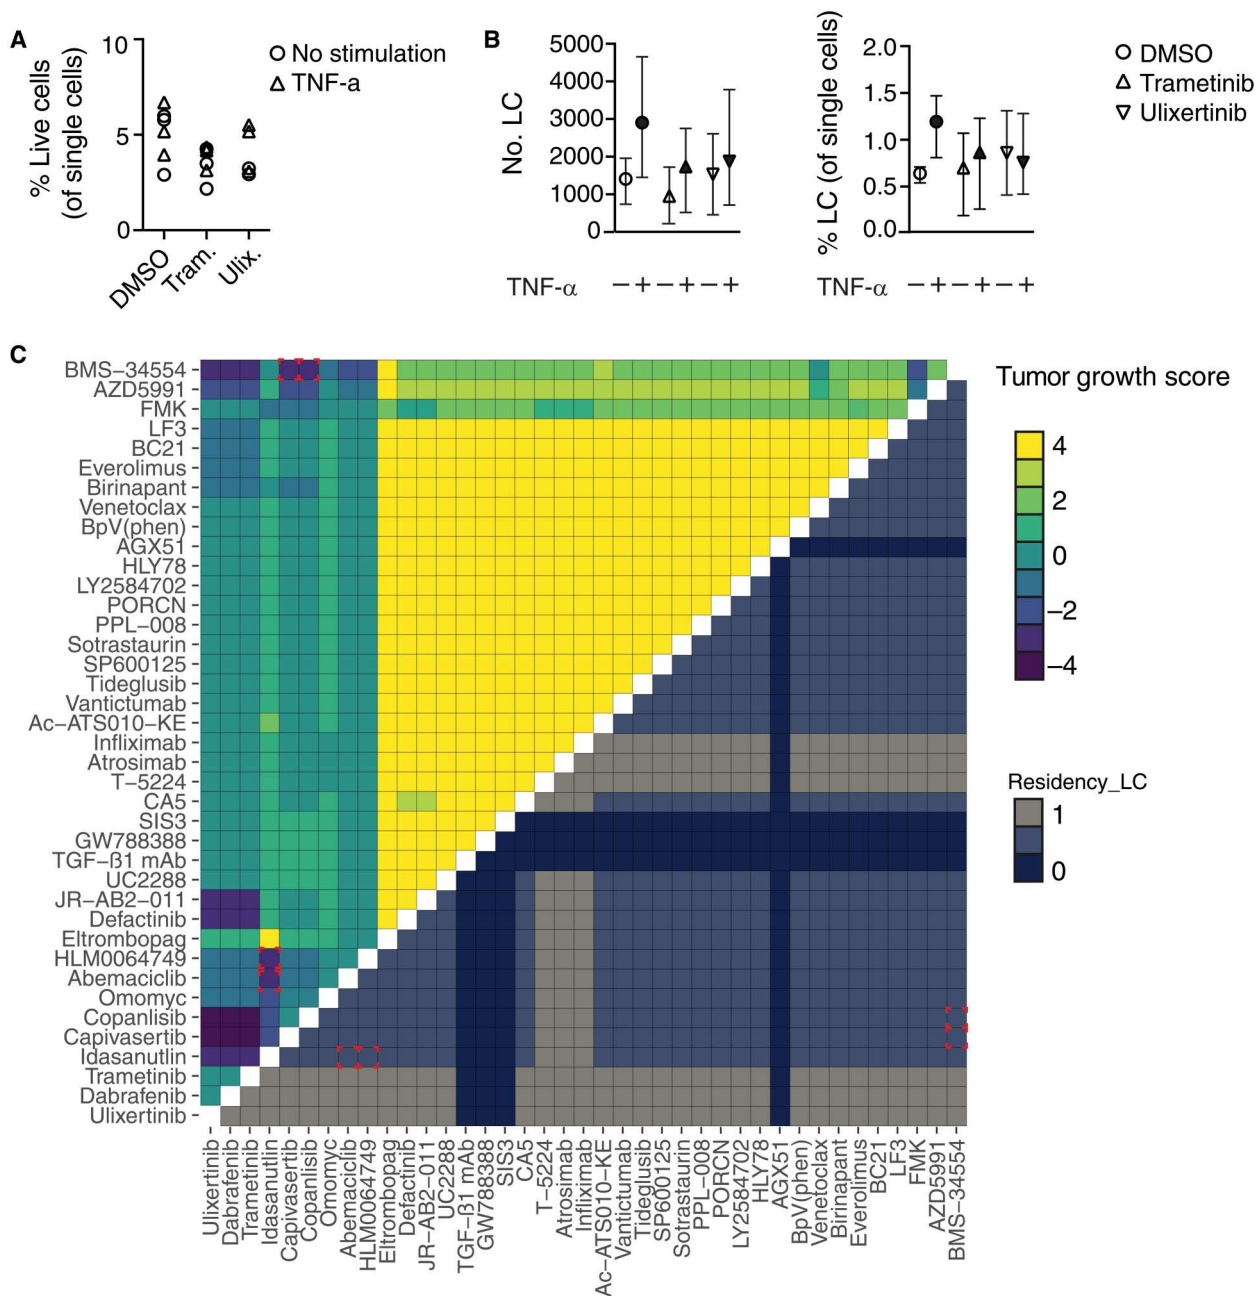 A
% Live cells
(of single cells)
10
5
0
DMSO
Tram.
Ulix.
No stimulation
TNF-a
B
No. LC
5000
4000
3000
2000
1000
0
TNF-α
− + − + − +
% LC (of single cells)
2.0
1.5
1.0
0.5
0.0
TNF-α
− + − + − +
DMSO
Trametinib
Ulixertinib
C
BMS−34554
AZD5991
FMK
LF3
BC21
Everolimus
Birinapant
Venetoclax
BpV(phen)
AGX51
HLY78
LY2584702
PORCN
PPL−008
Sotrastaurin
SP600125
Tideglusib
Vantictumab
Ac−ATS010−KE
Infliximab
Atrosimab
T−5224
CA5
SIS3
GW788388
TGF−ß1 mAb
UC2288
JR−AB2−011
Defactinib
Eltrombopag
HLM0064749
Abemaciclib
Omomyc
Copanlisib
Capivasertib
Idasanutlin
Trametinib
Dabrafenib
Ulixertinib
Ulixertinib
Dabrafenib
Trametinib
Idasanutlin
Capivasertib
Copanlisib
Omomyc
Abemaciclib
HLM0064749
Eltrombopag
Defactinib
JR−AB2−011
UC2288
TGF−ß1 mAb
GW788388
SIS3
CA5
T−5224
Atrosimab
Infliximab
Ac−ATS010−KE
Vantictumab
Tideglusib
SP600125
Sotrastaurin
PPL−008
PORCN
LY2584702
HLY78
AGX51
BpV(phen)
Venetoclax
Birinapant
Everolimus
BC21
LF3
FMK
AZD5991
BMS−34554
Tumor growth score
4
2
0
−2
−4
Residency_LC
1
0